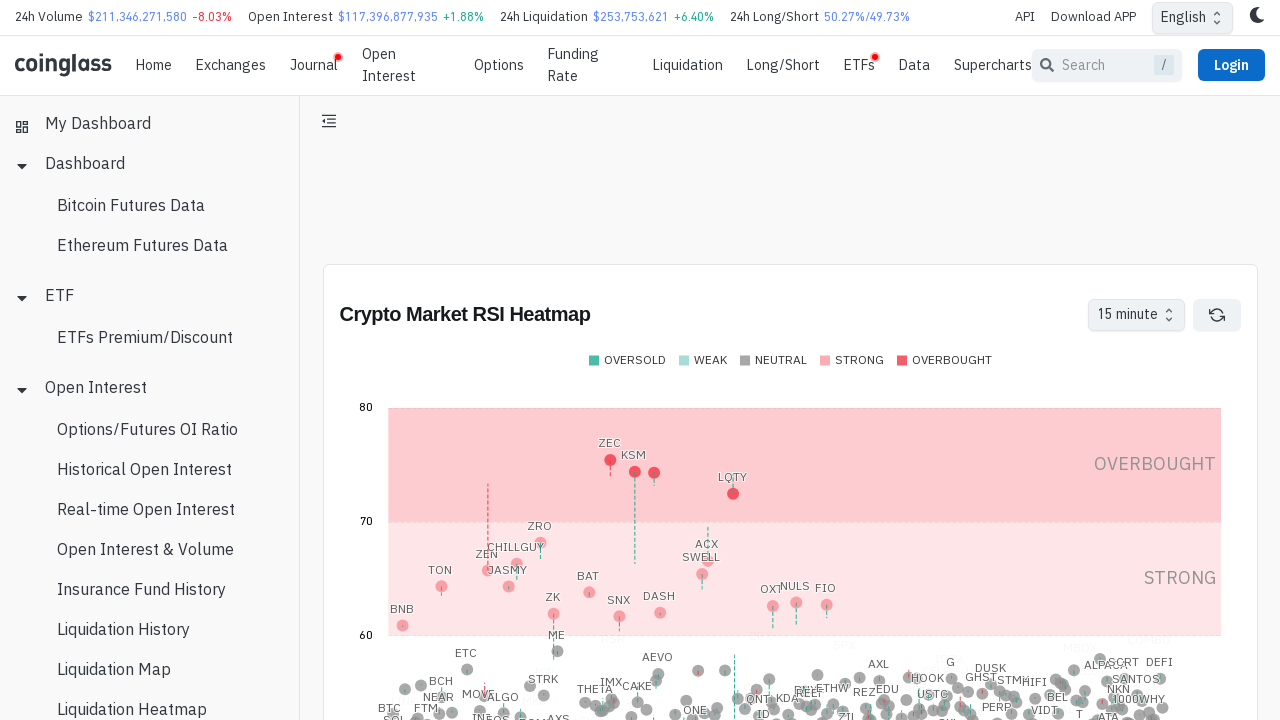 24h Volume $211,346,271,580 -8.03% Open Interest $117,396,877,935 +1.88% 24h Liquidation $253,753,621 +6.40% 24h Long/Short 50.27%/49.73% API Download APP English
coinglass Home Exchanges Journal Open Interest Options Funding Rate Liquidation Long/Short ETFs Data Supercharts Search / Login
My Dashboard
Dashboard
Bitcoin Futures Data
Ethereum Futures Data
ETF
ETFs Premium/Discount
Open Interest
Options/Futures OI Ratio
Historical Open Interest
Real-time Open Interest
Open Interest & Volume
Insurance Fund History
Liquidation History
Liquidation Map
Liquidation Heatmap
Crypto Market RSI Heatmap
15 minute
OVERSOLD WEAK NEUTRAL STRONG OVERBOUGHT
80
ZEC
KSM
OVERBOUGHT
LQTY
70
ZRO
CHILLGUY
ZEN
ACX
SWELL
TON
JASMY
BAT
STRONG
OXT
NULS
FIO
ZK
SNX
DASH
BNB
60
ME
ETC
AEVO
AXL
G
SCRT
DEFI
DUSK
BCH
STRK
IMX
CAKE
THETA
ETHW
REZ
EDU
HOOK
GHST
HIFI
SANTOS
NKN
MOVE
ALGO
NEAR
BTC
FTM
ONE
KDA
PERP
VIDT
BEL
T
ATA